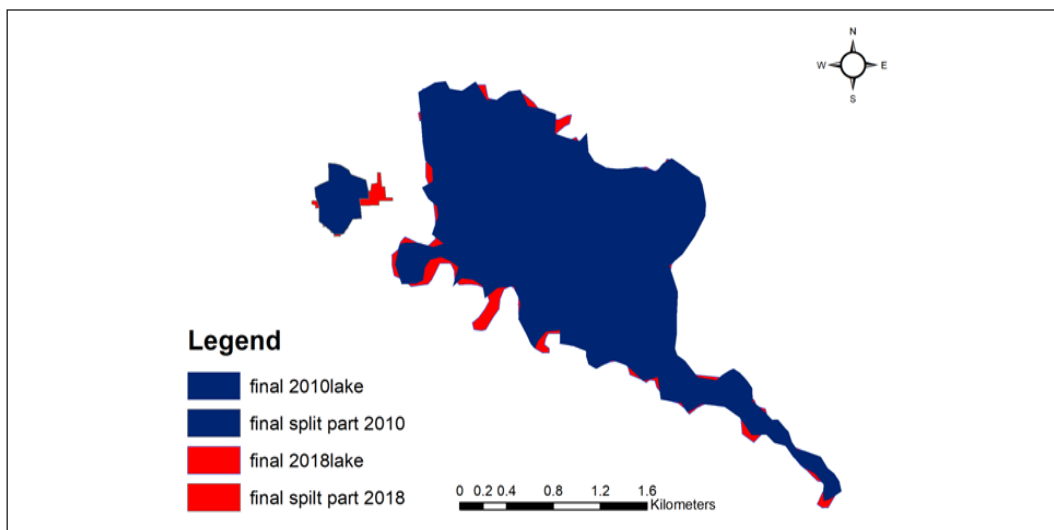 N
W E
S
Legend
final 2010lake
final split part 2010
final 2018lake
final spilt part 2018
0 0.2 0.4 0.8 1.2 1.6
Kilometers